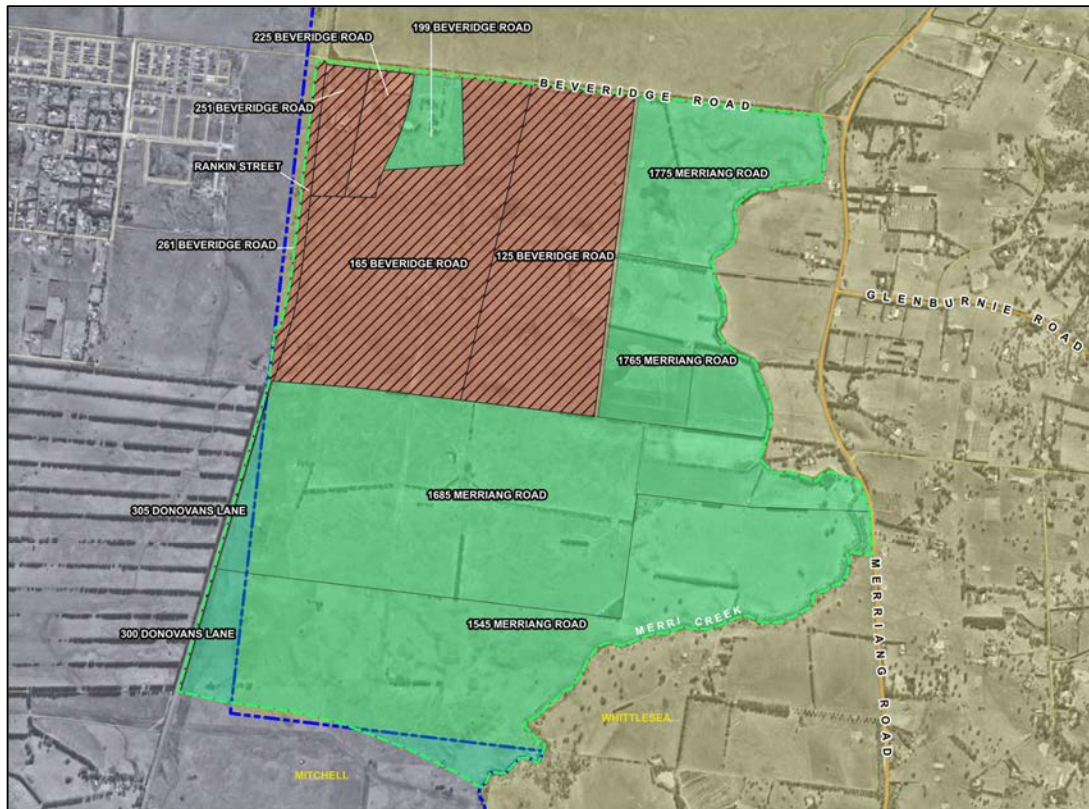 199 BEVERIDGE ROAD
225 BEVERIDGE ROAD
BEVERIDGE ROAD
251 BEVERIDGE ROAD
RANKIN STREET
1775 MERRIANG ROAD
261 BEVERIDGE ROAD
165 BEVERIDGE ROAD
125 BEVERIDGE ROAD
GLENBURNIE ROAD
1765 MERRIANG ROAD
1685 MERRIANG ROAD
305 DONOVANS LANE
MERRIANG ROAD
300 DONOVANS LANE
1545 MERRIANG ROAD
MERRI CREEK
WHITTLESEA
MITCHELL